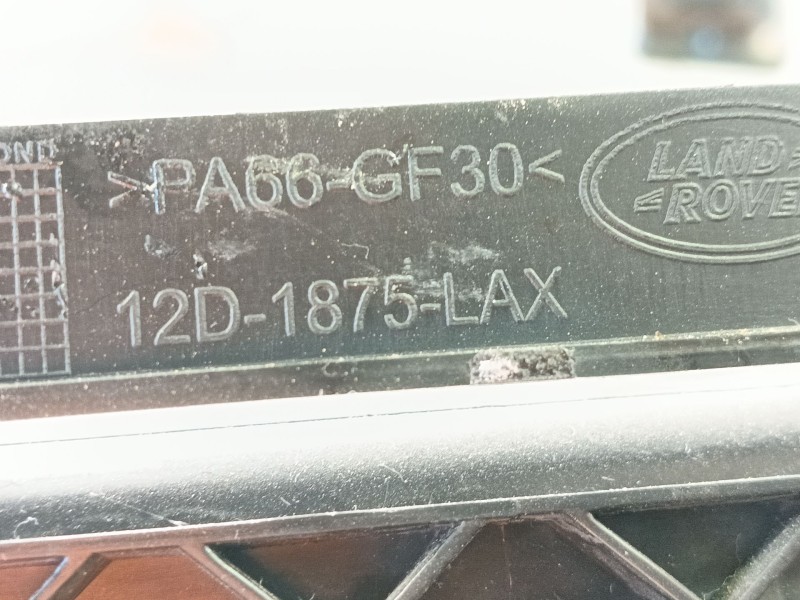 >PA66-GF30<
LAND
ROVER
12D-1875-LAX